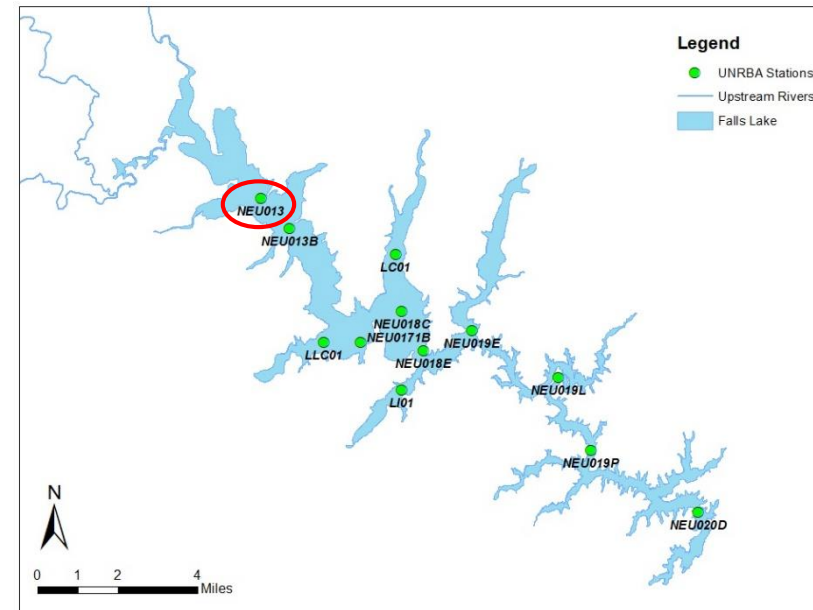 Legend
UNRBA Stations
Upstream Rivers
Falls Lake
NEU013
NEU013B
LC01
NEU018C
NEU0171B
LLC01
NEU018E
NEU019E
LI01
NEU019L
NEU019P
NEU020D
N
0 1 2 4
Miles